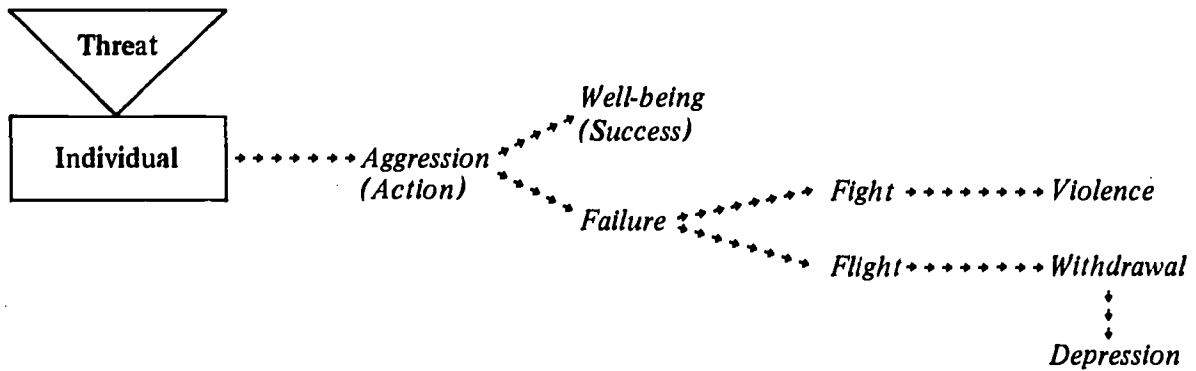 Threat
Individual
Aggression
(Action)
Well-being
(Success)
Failure
Fight
Violence
Flight
Withdrawal
Depression